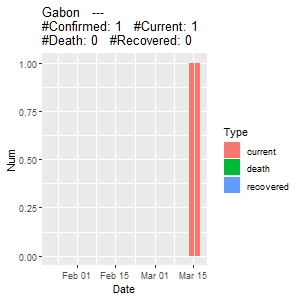 Gabon   ---
#Confirmed: 1   #Current: 1
#Death: 0   #Recovered: 0
1.00
0.75
0.50
0.25
0.00
Num
Feb 01
Feb 15
Mar 01
Mar 15
Date
Type
current
death
recovered